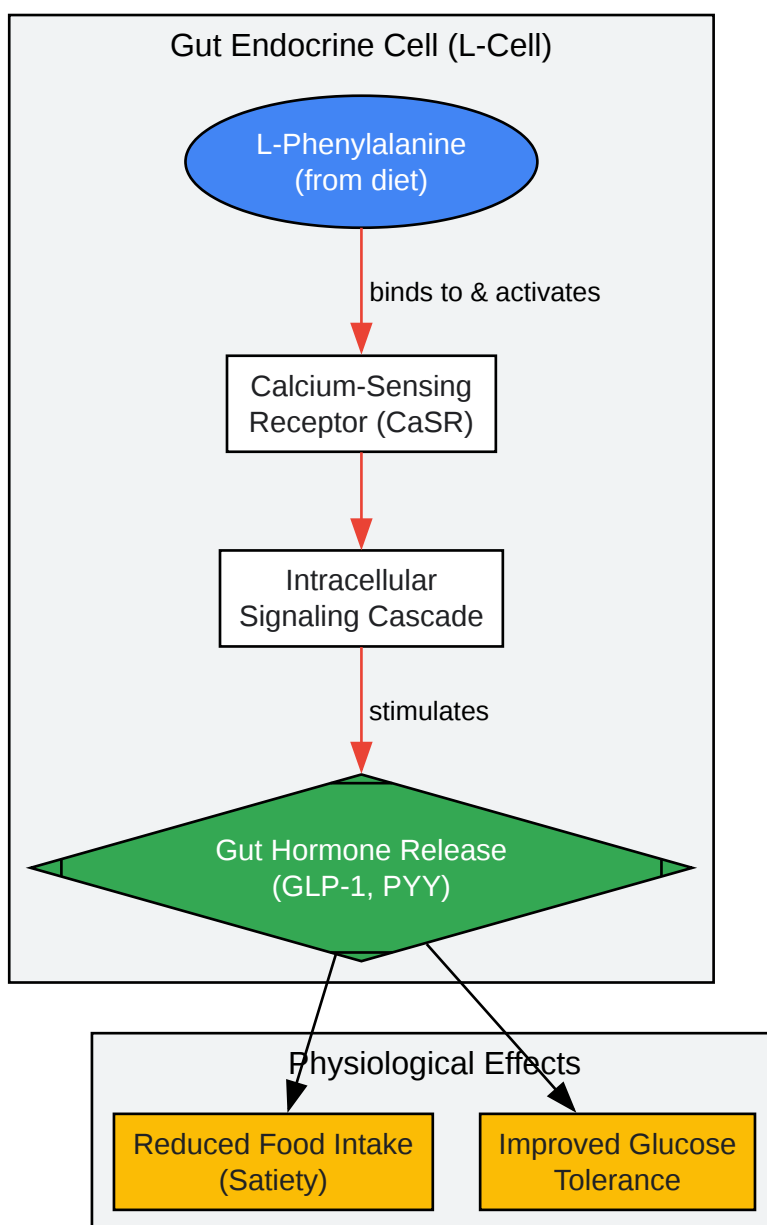 Gut Endocrine Cell (L-Cell)
L-Phenylalanine
(from diet)
binds to & activates
Calcium-Sensing
Receptor (CaSR)
Intracellular
Signaling Cascade
stimulates
Gut Hormone Release
(GLP-1, PYY)
Physiological Effects
Reduced Food Intake
(Satiety)
Improved Glucose
Tolerance